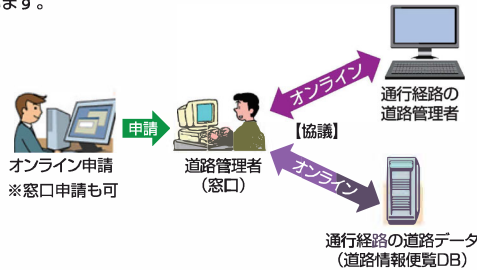 ます。
オンライン申請
※窓口申請も可
申請
道路管理者
（窓口）
オンライン
【協議】
オンライン
通行経路の
道路管理者
通行経路の道路データ
（道路情報便覧DB）